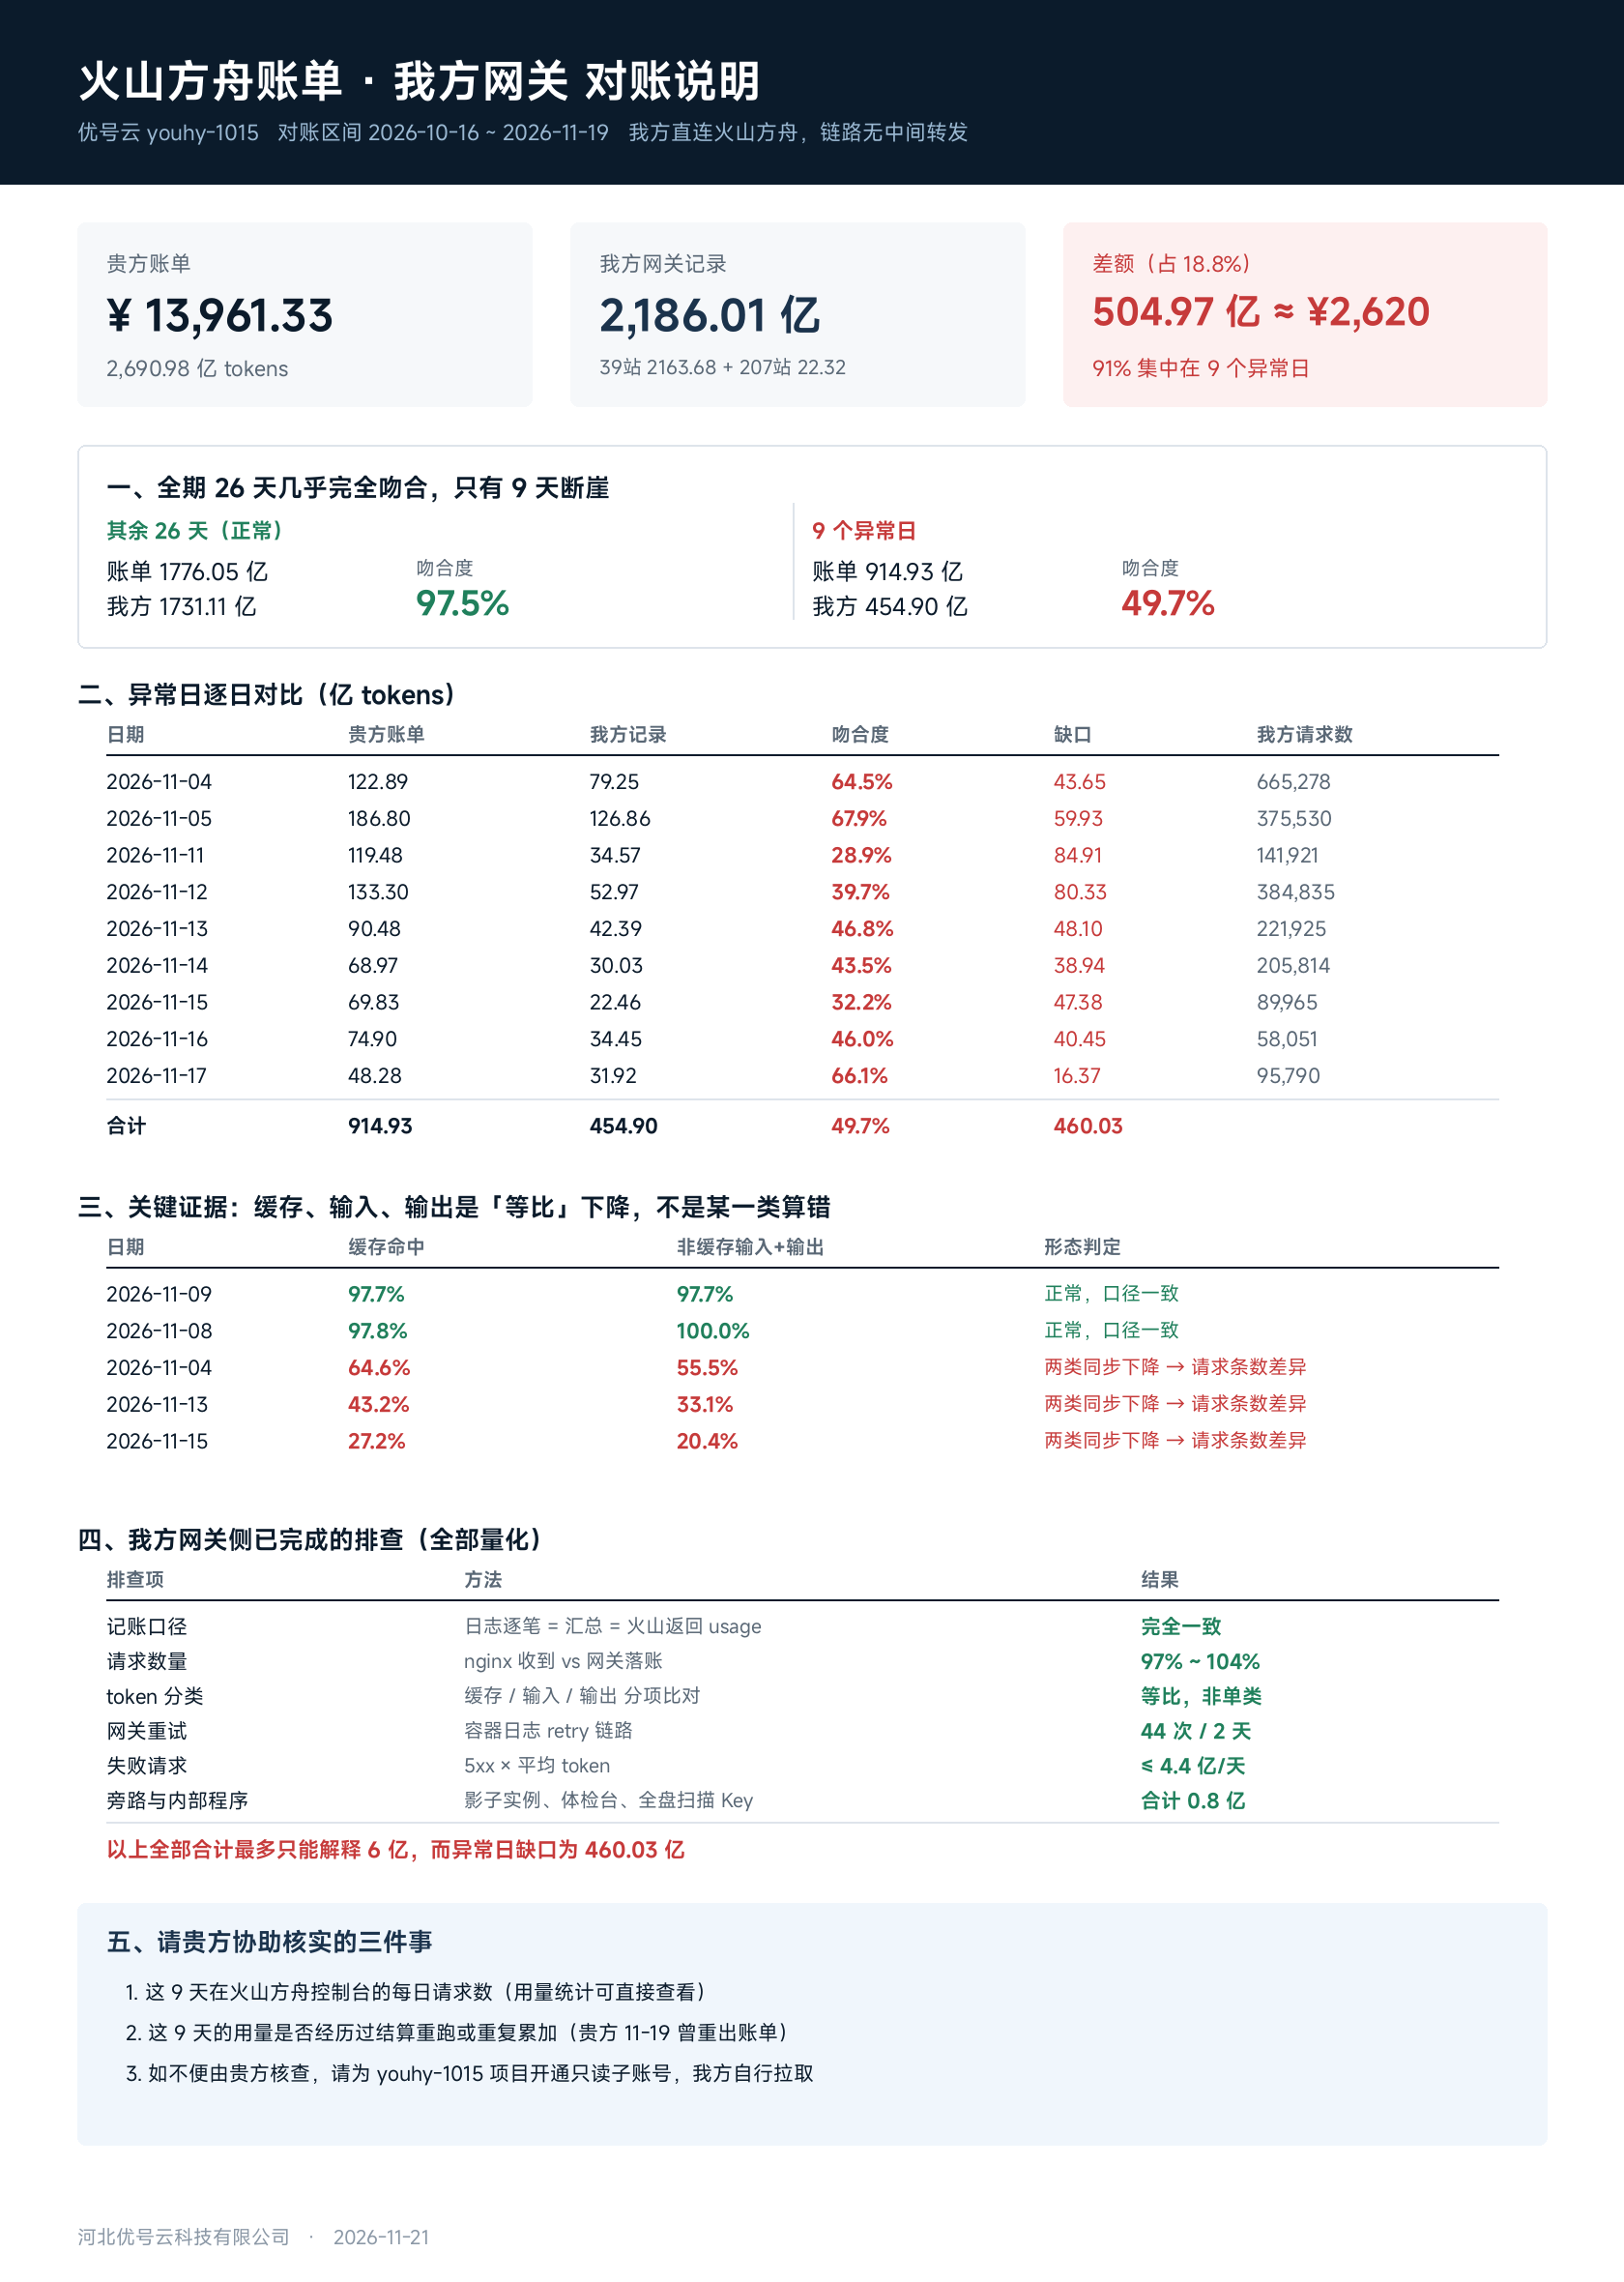 火山方舟账单 · 我方网关 对账说明
优号云 youhy-1015 对账区间 2026-10-16 ~ 2026-11-19 我方直连火山方舟，链路无中间转发
贵方账单
¥ 13,961.33
2,690.98 亿 tokens
我方网关记录
2,186.01 亿
39站 2163.68 + 207站 22.32
差额（占 18.8%）
504.97 亿 ≈ ¥2,620
91% 集中在 9 个异常日
一、全期 26 天几乎完全吻合，只有 9 天断崖
其余 26 天（正常）
账单 1776.05 亿
我方 1731.11 亿
吻合度
97.5%
9 个异常日
账单 914.93 亿
我方 454.90 亿
吻合度
49.7%
二、异常日逐日对比（亿 tokens）
日期 贵方账单 我方记录 吻合度 缺口 我方请求数
2026-11-04 122.89 79.25 64.5% 43.65 665,278
2026-11-05 186.80 126.86 67.9% 59.93 375,530
2026-11-11 119.48 34.57 28.9% 84.91 141,921
2026-11-12 133.30 52.97 39.7% 80.33 384,835
2026-11-13 90.48 42.39 46.8% 48.10 221,925
2026-11-14 68.97 30.03 43.5% 38.94 205,814
2026-11-15 69.83 22.46 32.2% 47.38 89,965
2026-11-16 74.90 34.45 46.0% 40.45 58,051
2026-11-17 48.28 31.92 66.1% 16.37 95,790
合计 914.93 454.90 49.7% 460.03
三、关键证据：缓存、输入、输出是「等比」下降，不是某一类算错
日期 缓存命中 非缓存输入+输出 形态判定
2026-11-09 97.7% 97.7% 正常，口径一致
2026-11-08 97.8% 100.0% 正常，口径一致
2026-11-04 64.6% 55.5% 两类同步下降 → 请求条数差异
2026-11-13 43.2% 33.1% 两类同步下降 → 请求条数差异
2026-11-15 27.2% 20.4% 两类同步下降 → 请求条数差异
四、我方网关侧已完成的排查（全部量化）
排查项 方法 结果
记账口径 日志逐笔 = 汇总 = 火山返回 usage 完全一致
请求数量 nginx 收到 vs 网关落账 97% ~ 104%
token 分类 缓存 / 输入 / 输出 分项比对 等比，非单类
网关重试 容器日志 retry 链路 44 次 / 2 天
失败请求 5xx × 平均 token ≤ 4.4 亿/天
旁路与内部程序 影子实例、体检台、全盘扫描 Key 合计 0.8 亿
以上全部合计最多只能解释 6 亿，而异常日缺口为 460.03 亿
五、请贵方协助核实的三件事
1. 这 9 天在火山方舟控制台的每日请求数（用量统计可直接查看）
2. 这 9 天的用量是否经历过结算重跑或重复累加（贵方 11-19 曾重出账单）
3. 如不便由贵方核查，请为 youhy-1015 项目开通只读子账号，我方自行拉取
河北优号云科技有限公司 · 2026-11-21